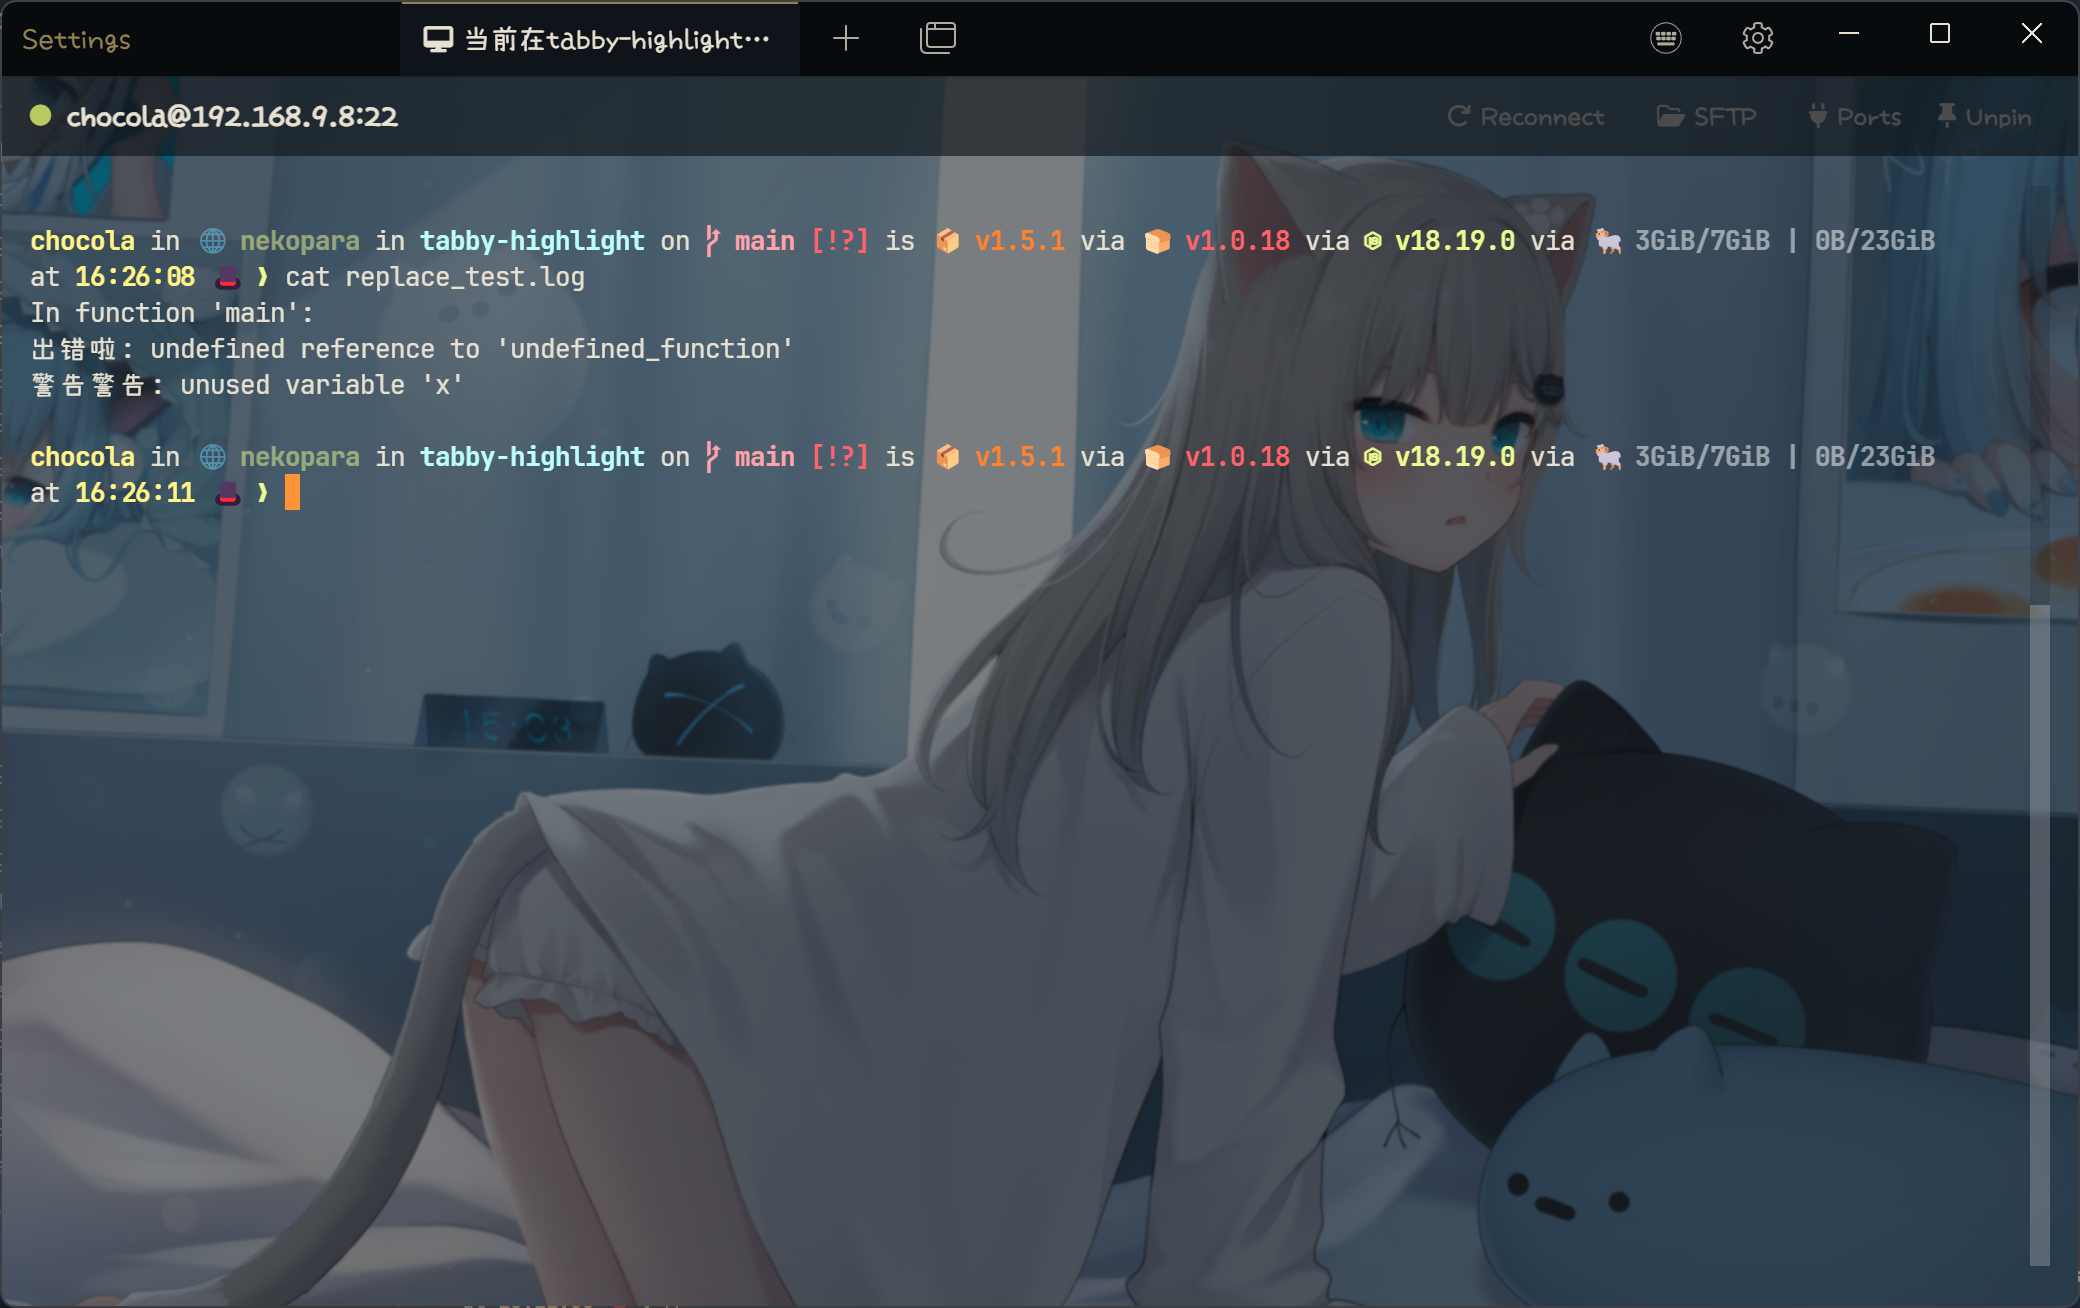 Settings
当前在tabby-highlight…
chocola@192.168.9.8:22
Reconnect SFTP Ports Unpin
chocola in nekopara in tabby-highlight on main [!?] is v1.5.1 via v1.0.18 via v18.19.0 via 3GiB/7GiB | 0B/23GiB
at 16:26:08 ❯ cat replace_test.log
In function 'main':
出错啦: undefined reference to 'undefined_function'
警告警告: unused variable 'x'
chocola in nekopara in tabby-highlight on main [!?] is v1.5.1 via v1.0.18 via v18.19.0 via 3GiB/7GiB | 0B/23GiB
at 16:26:11 ❯
15:03